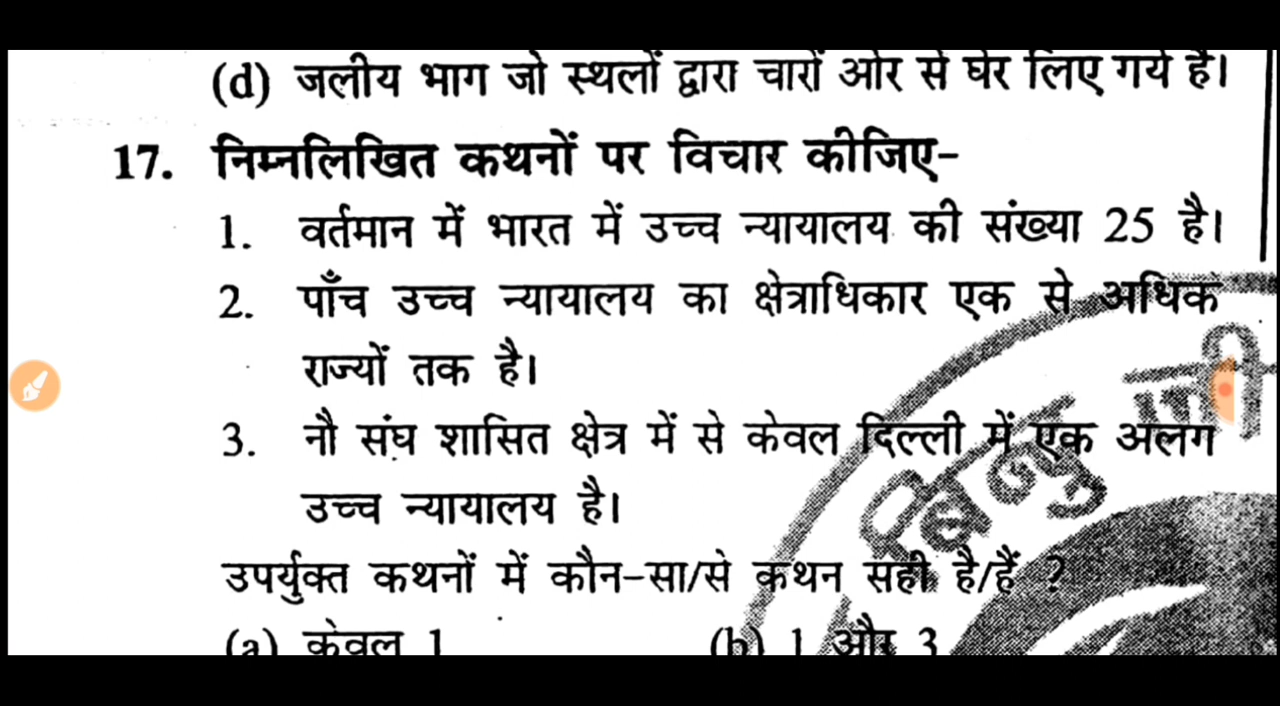 (d) जलीय भाग जो स्थलों द्वारा चारों ओर से घेर लिए गये है।
17. निम्नलिखित कथनों पर विचार कीजिए-
1. वर्तमान में भारत में उच्च न्यायालय की संख्या 25 है।
2. पाँच उच्च न्यायालय का क्षेत्राधिकार एक से अधिक
राज्यों तक है।
3. नौ संघ शासित क्षेत्र में से केवल दिल्ली में एक अलग
उच्च न्यायालय है।
उपर्युक्त कथनों में कौन-सा/से कथन सही है/हैं ?
(a) केवल 1 (b) 1 और 3